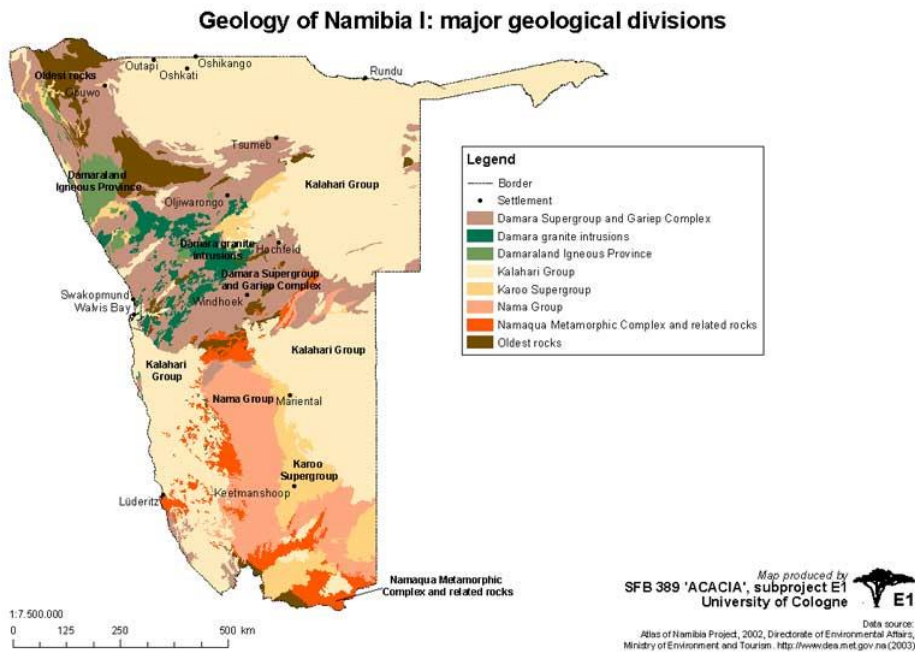 Geology of Namibia I: major geological divisions
Outapi
Oshikango
Oshkati
Rundu
Oldest rocks
Opuwo
Tsumeb
Damaraland
Igneous Province
Kalahari Group
Otjiwarongo
Damara granite
intrusions
Hochfeld
Damara Supergroup
and Gariep Complex
Swakopmund
Windhoek
Walvis Bay
Kalahari Group
Kalahari
Group
Nama Group
Mariental
Karoo
Supergroup
Keetmanshoop
Lüderitz
Namaqua Metamorphic
Complex and related rocks
Legend
Border
Settlement
Damara Supergroup and Gariep Complex
Damara granite intrusions
Damaraland Igneous Province
Kalahari Group
Karoo Supergroup
Nama Group
Namaqua Metamorphic Complex and related rocks
Oldest rocks
1:7.500.000
0 125 250 500 km
Map produced by
SFB 389 'ACACIA', subproject E1
University of Cologne
E1
Data source:
Atlas of Namibia Project, 2002, Directorate of Environmental Affairs,
Ministry of Environment and Tourism. http://www.dea.met.gov.na (2003)